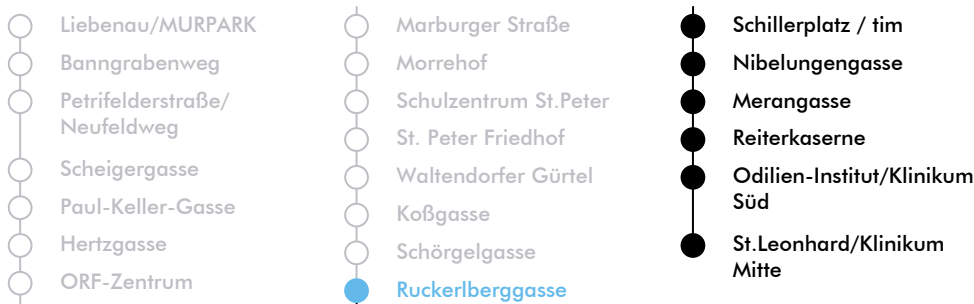 Liebenau/MURPARK
Banngrabenweg
Petrifelderstraße/
Neufeldweg
Scheigergasse
Paul-Keller-Gasse
Hertzgasse
ORF-Zentrum
Marburger Straße
Morrehof
Schulzentrum St.Peter
St. Peter Friedhof
Waltendorfer Gürtel
Koßgasse
Schörgelgasse
Ruckerlberggasse
Schillerplatz / tim
Nibelungengasse
Merangasse
Reiterkaserne
Odilien-Institut/Klinikum
Süd
St.Leonhard/Klinikum
Mitte